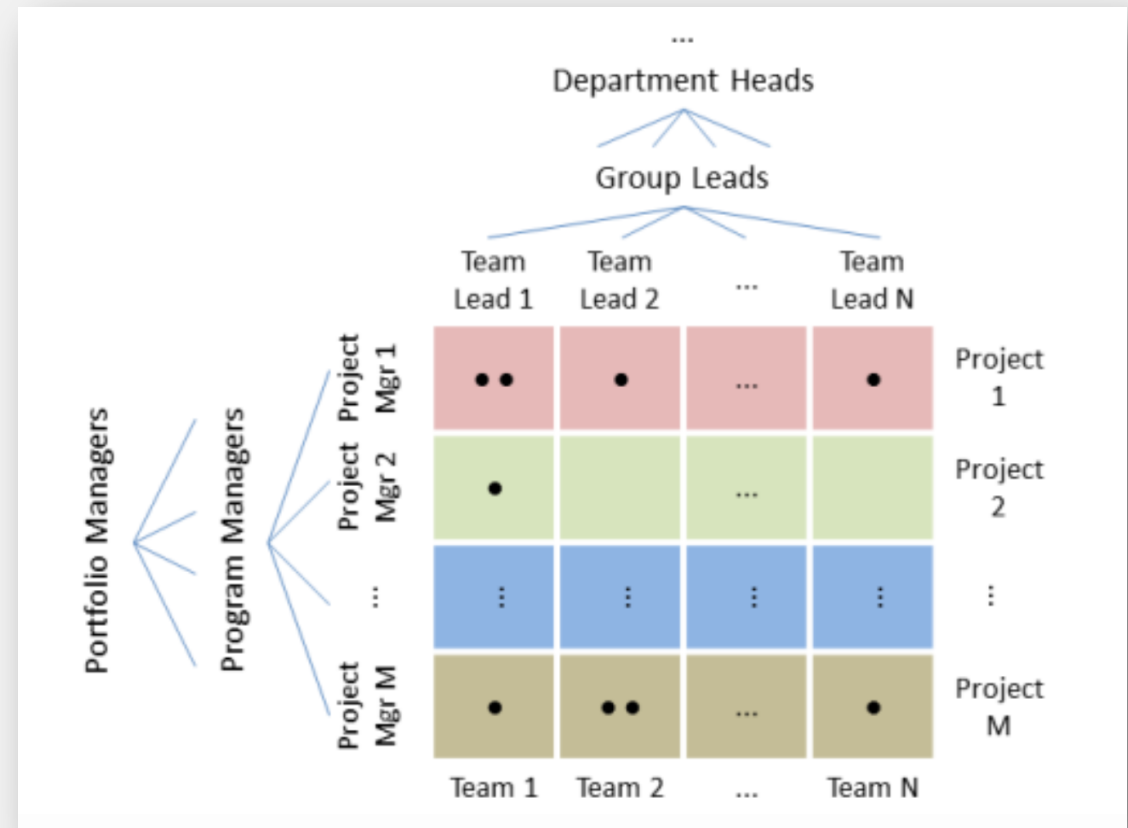 ...
Department Heads
Group Leads
Team
Lead 1
Team
Lead 2
...
Team
Lead N
Portfolio Managers
Program Managers
Project
Mgr 1
...
Project
1
Project
Mgr 2
...
Project
2
...
⋮
⋮
⋮
⋮
⋮
Project
Mgr M
...
Project
M
Team 1
Team 2
...
Team N